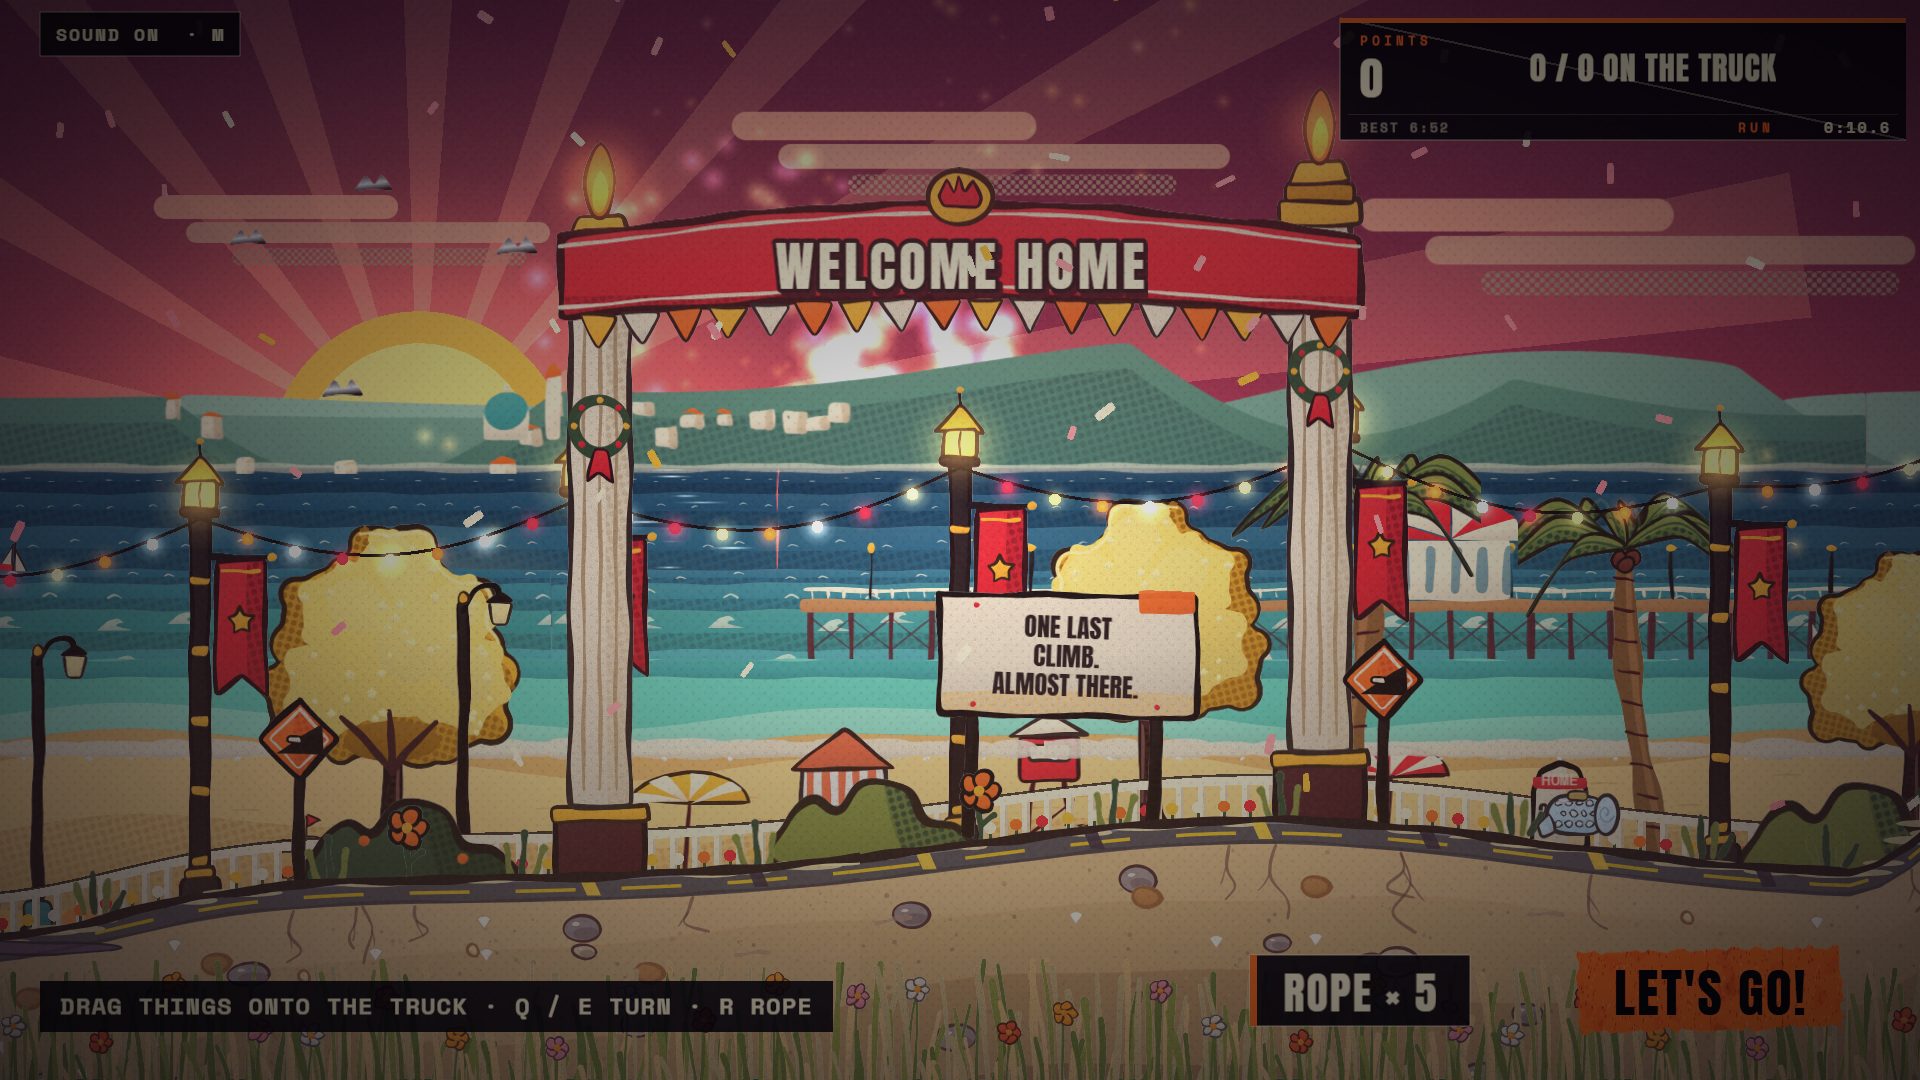 SOUND ON · M
POINTS
0
0 / 0 ON THE TRUCK
BEST 6:52
RUN 0:10.6
WELCOME HOME
ONE LAST
CLIMB.
ALMOST THERE.
HOME
DRAG THINGS ONTO THE TRUCK · Q / E TURN · R ROPE
ROPE × 5
LET'S GO!